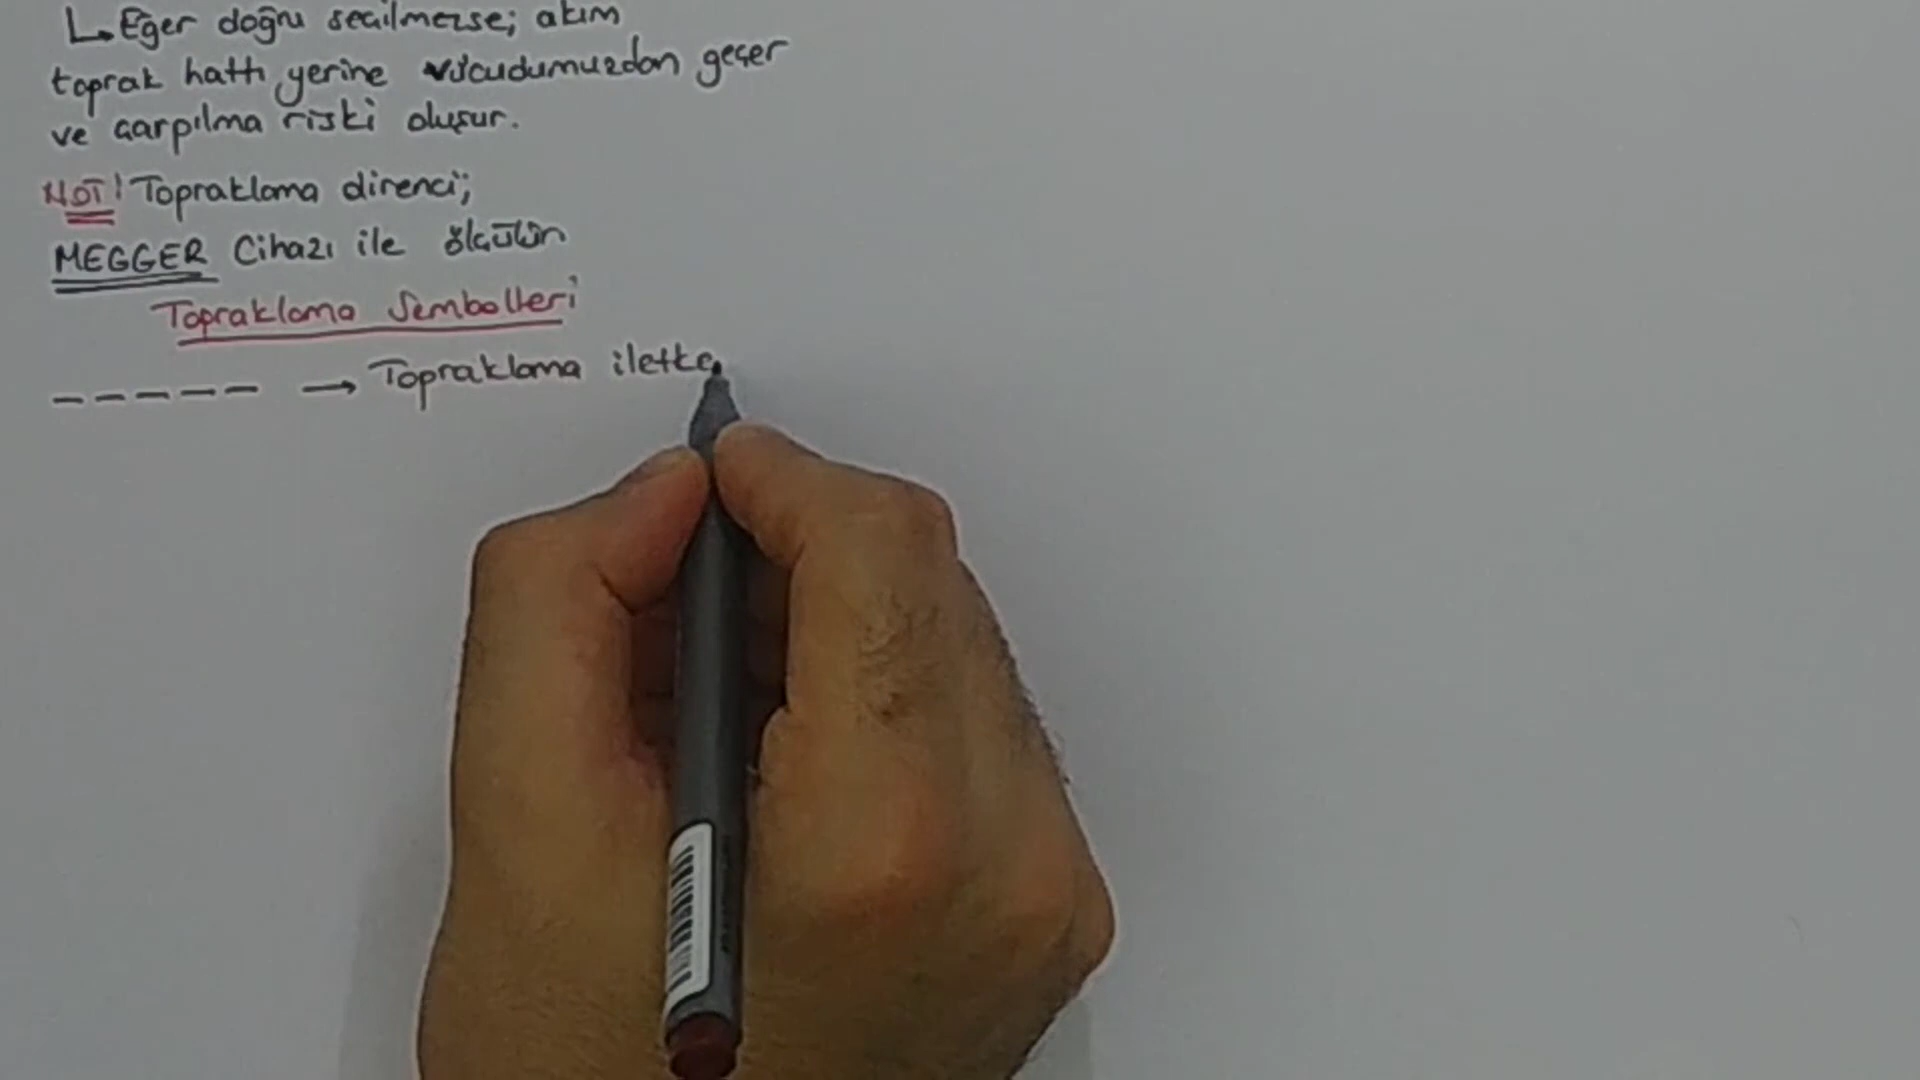 ↳ Eğer doğru seçilmezse; akım
toprak hattı yerine vücudumuzdan geçer
ve çarpılma riski oluşur.
NOT! Topraklama direnci;
MEGGER Cihazı ile ölçülür
Topraklama Sembolleri
----- → Topraklama iletke